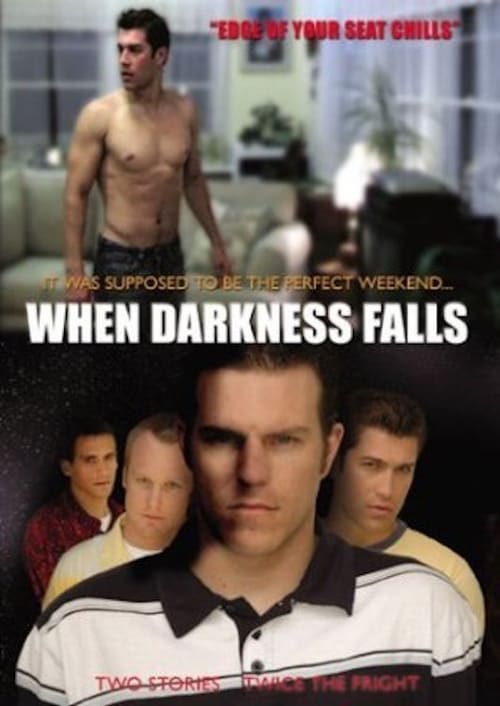 "EDGE OF YOUR SEAT CHILLS"
IT WAS SUPPOSED TO BE THE PERFECT WEEKEND...
WHEN DARKNESS FALLS
TWO STORIES TWICE THE FRIGHT